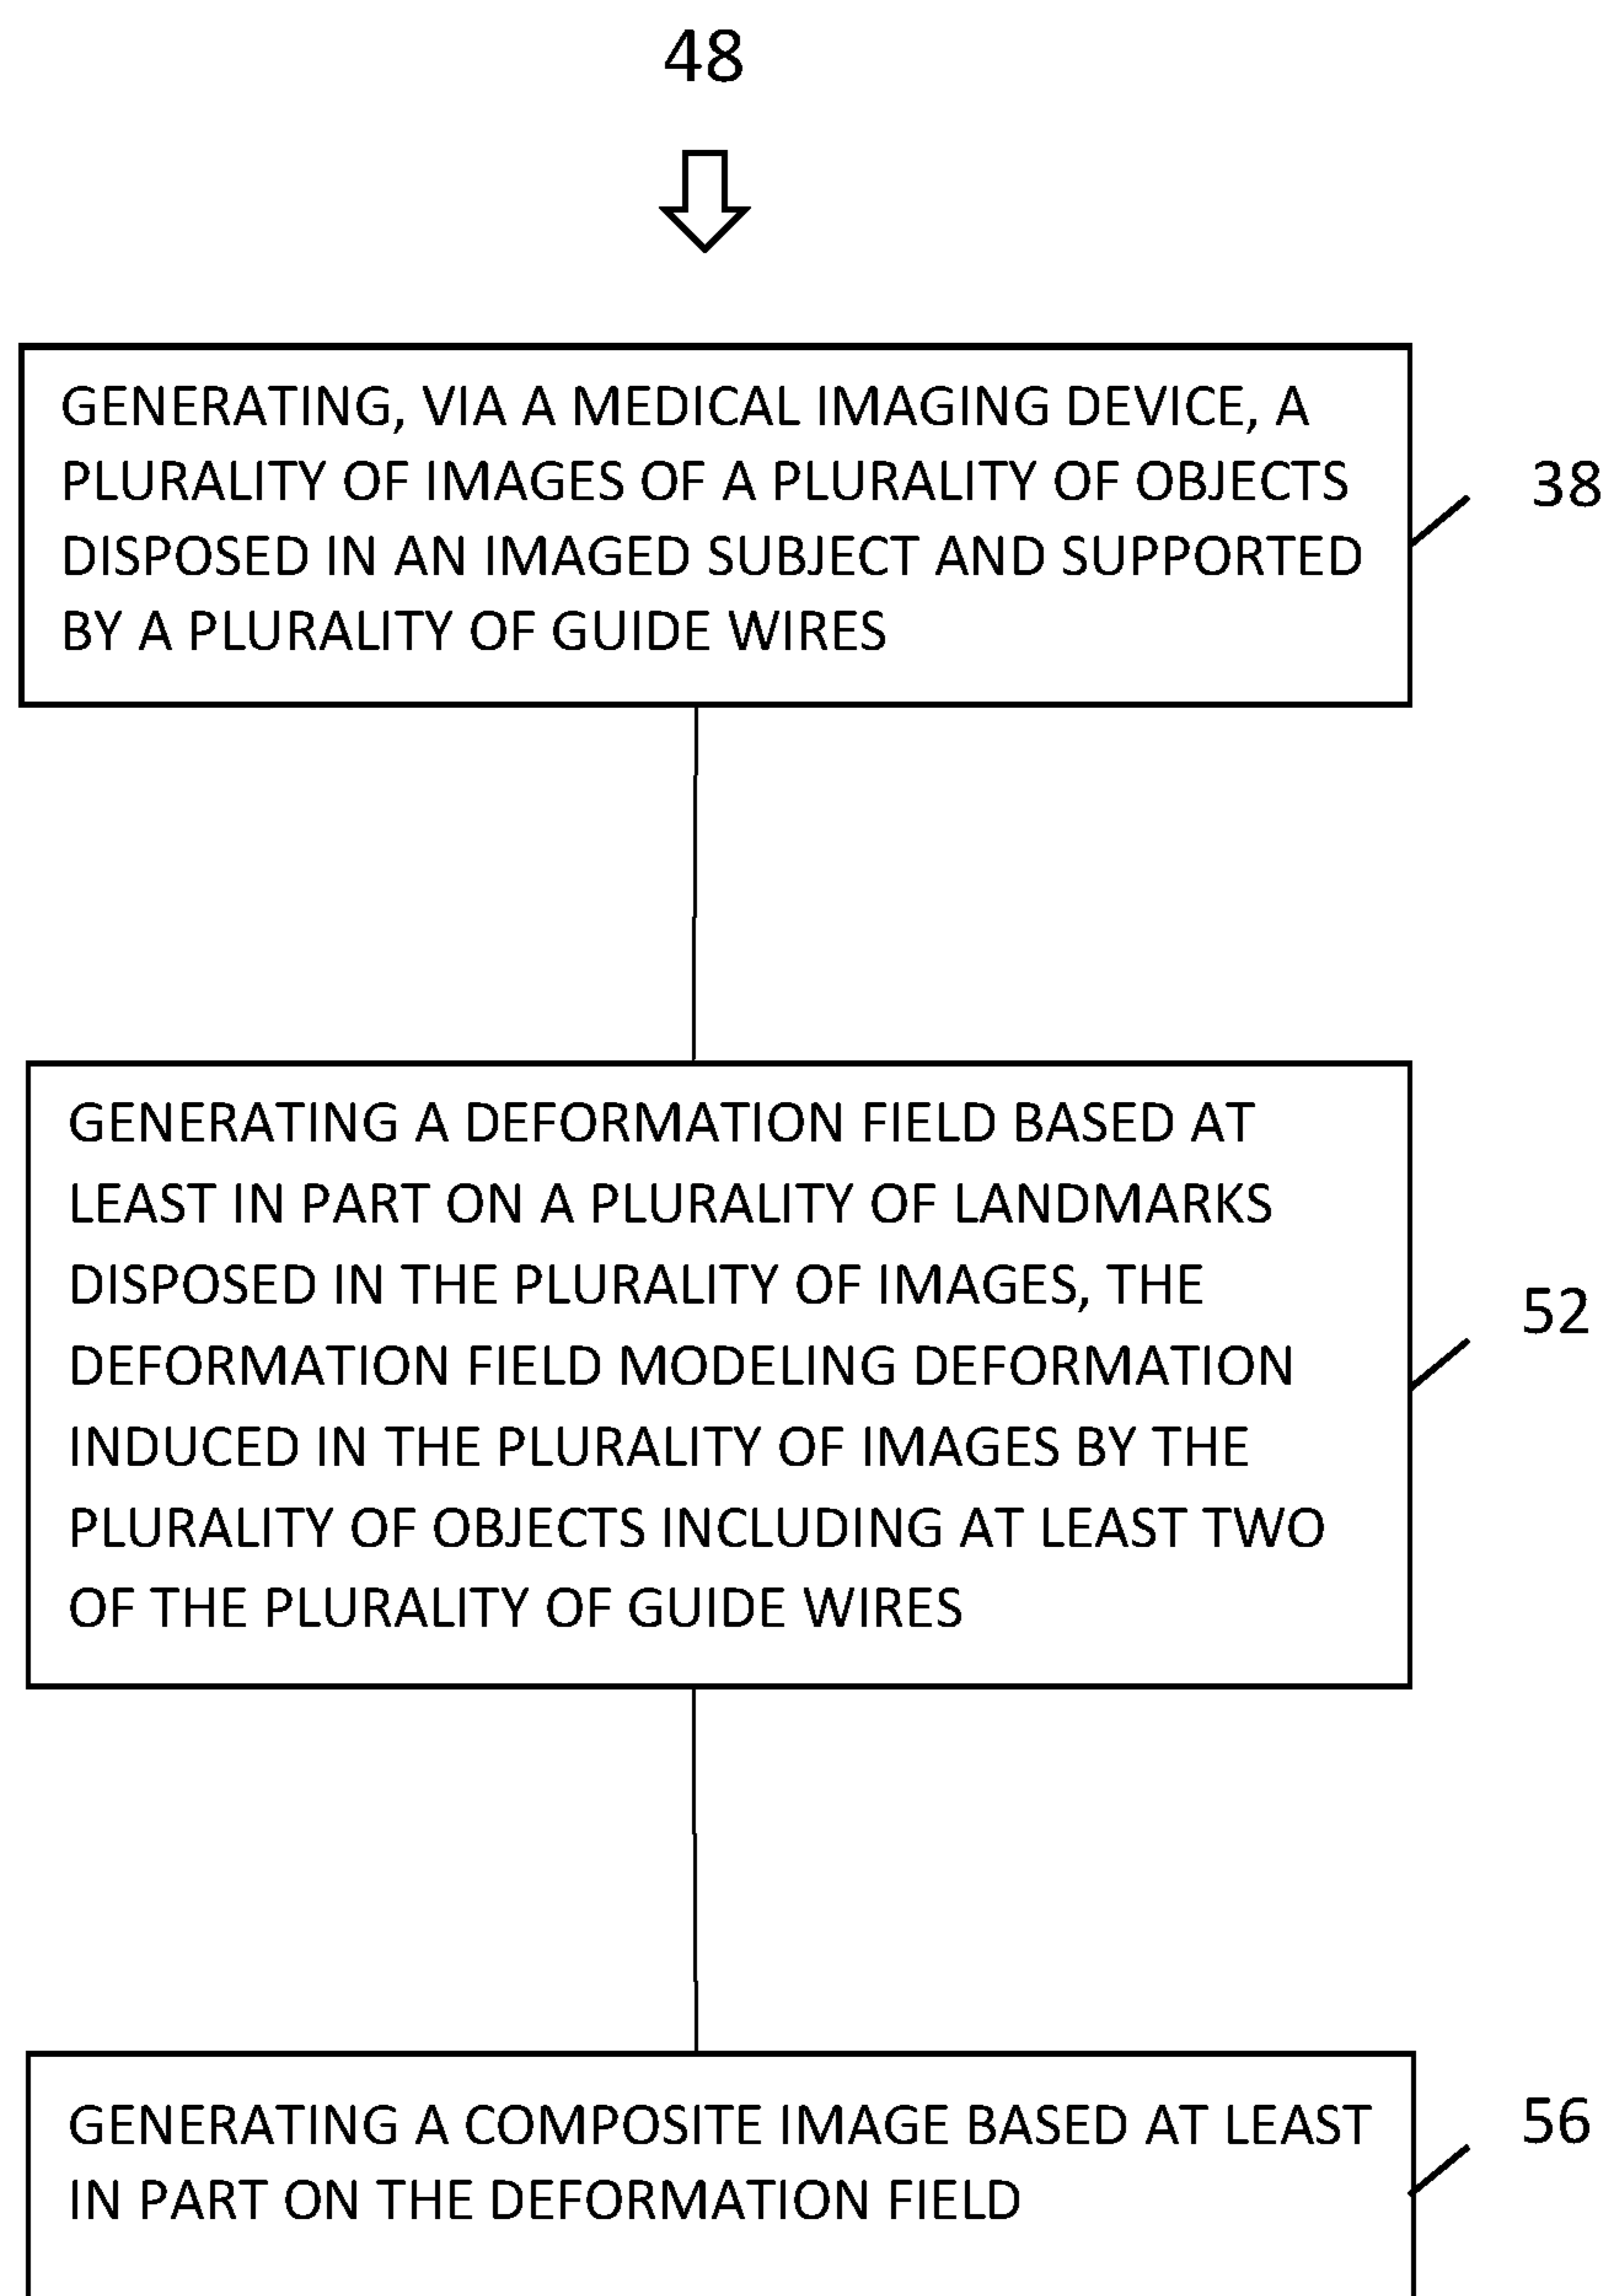 48
GENERATING, VIA A MEDICAL IMAGING DEVICE, A
PLURALITY OF IMAGES OF A PLURALITY OF OBJECTS
DISPOSED IN AN IMAGED SUBJECT AND SUPPORTED
BY A PLURALITY OF GUIDE WIRES
38
GENERATING A DEFORMATION FIELD BASED AT
LEAST IN PART ON A PLURALITY OF LANDMARKS
DISPOSED IN THE PLURALITY OF IMAGES, THE
DEFORMATION FIELD MODELING DEFORMATION
INDUCED IN THE PLURALITY OF IMAGES BY THE
PLURALITY OF OBJECTS INCLUDING AT LEAST TWO
OF THE PLURALITY OF GUIDE WIRES
52
GENERATING A COMPOSITE IMAGE BASED AT LEAST
IN PART ON THE DEFORMATION FIELD
56